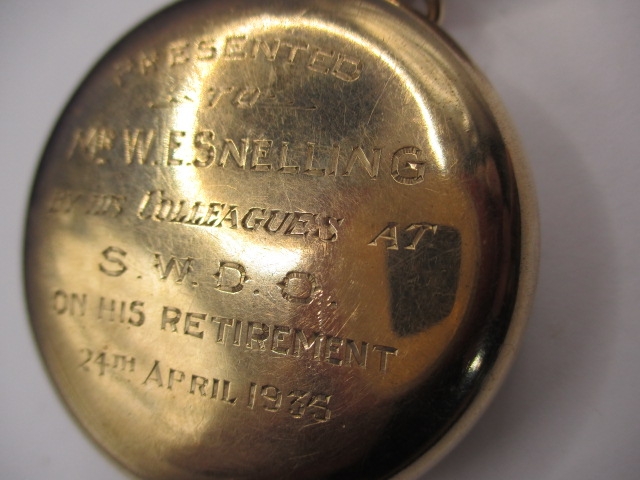 PRESENTED
TO
MR W.E. SNELLING
BY HIS COLLEAGUES AT
S.W.D.O.
ON HIS RETIREMENT
24TH APRIL 1935